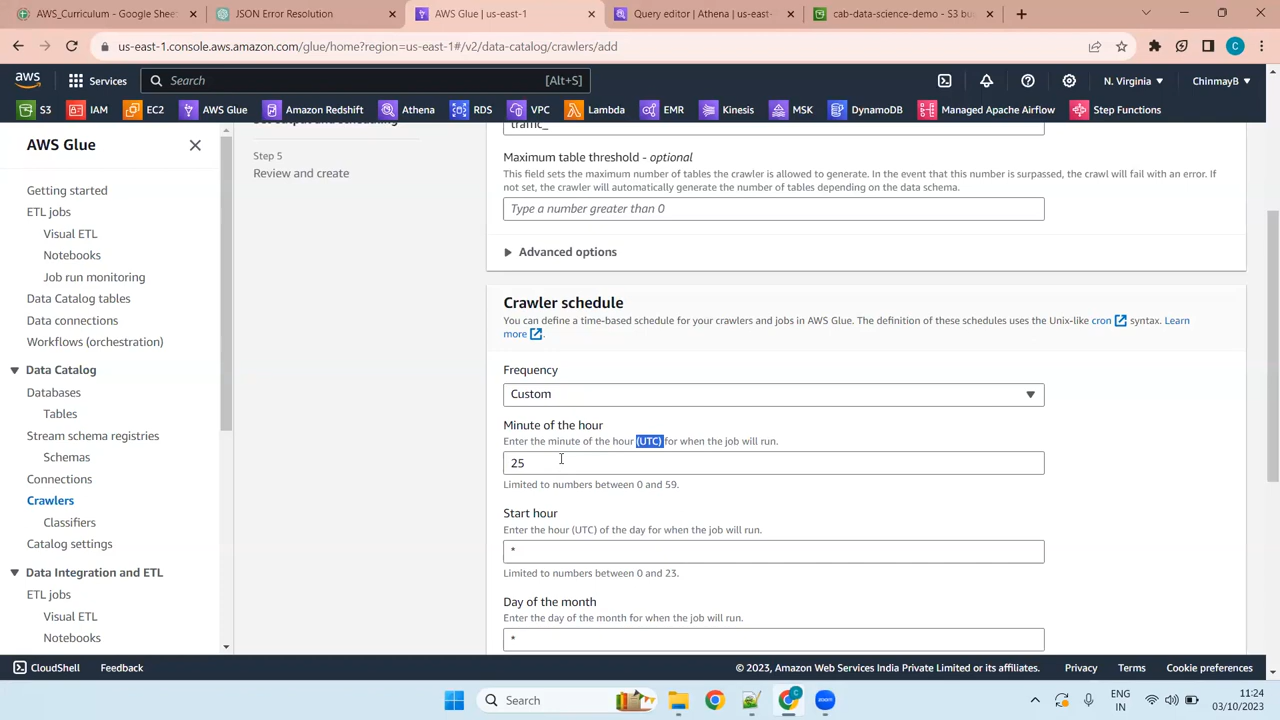 AWS_Curriculum - Google Shee
JSON Error Resolution
AWS Glue | us-east-1
Query editor | Athena | us-east-
cab-data-science-demo - S3 bu
us-east-1.console.aws.amazon.com/glue/home?region=us-east-1#/v2/data-catalog/crawlers/add
C
aws
Services
Search
[Alt+S]
N. Virginia
ChinmayB
S3
IAM
EC2
AWS Glue
Amazon Redshift
Athena
RDS
VPC
Lambda
EMR
Kinesis
MSK
DynamoDB
Managed Apache Airflow
Step Functions
AWS Glue
Getting started
ETL jobs
Visual ETL
Notebooks
Job run monitoring
Data Catalog tables
Data connections
Workflows (orchestration)
Data Catalog
Databases
Tables
Stream schema registries
Schemas
Connections
Crawlers
Classifiers
Catalog settings
Data Integration and ETL
ETL jobs
Visual ETL
Notebooks
Set output and scheduling
Step 5
Review and create
traffic_
Maximum table threshold - optional
This field sets the maximum number of tables the crawler is allowed to generate. In the event that this number is surpassed, the crawl will fail with an error. If
not set, the crawler will automatically generate the number of tables depending on the data schema.
Type a number greater than 0
Advanced options
Crawler schedule
You can define a time-based schedule for your crawlers and jobs in AWS Glue. The definition of these schedules uses the Unix-like cron syntax. Learn
more .
Frequency
Custom
Minute of the hour
Enter the minute of the hour (UTC) for when the job will run.
25
Limited to numbers between 0 and 59.
Start hour
Enter the hour (UTC) of the day for when the job will run.
*
Limited to numbers between 0 and 23.
Day of the month
Enter the day of the month for when the job will run.
*
CloudShell
Feedback
© 2023, Amazon Web Services India Private Limited or its affiliates.
Privacy
Terms
Cookie preferences
Search
C
zoom
ENG
IN
11:24
03/10/2023